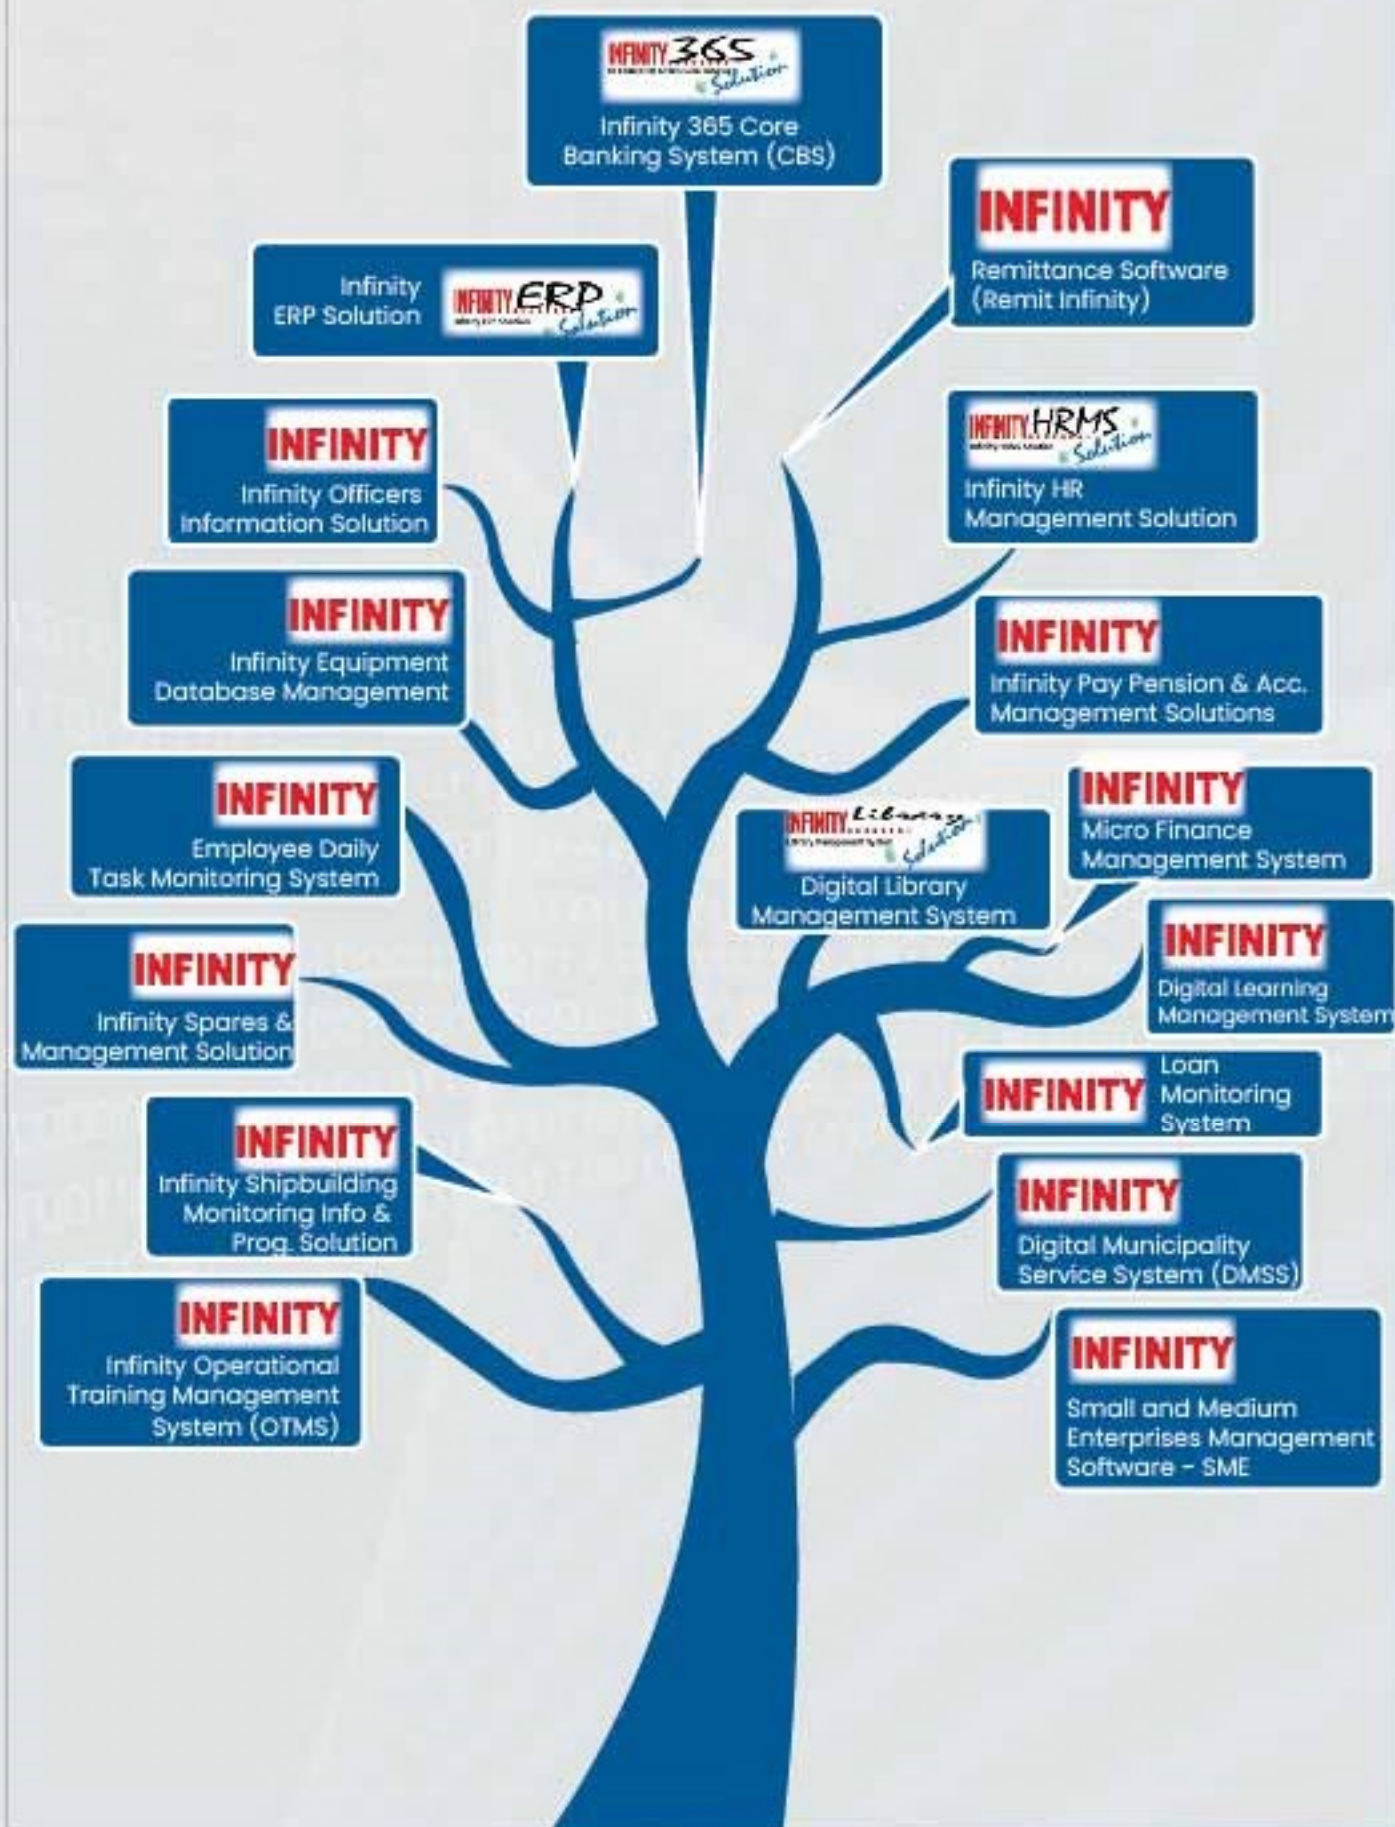 INFINITY 365
Solution
Infinity 365 Core
Banking System (CBS)
INFINITY
Remittance Software
(Remit Infinity)
Infinity
ERP Solution
INFINITY ERP
Solution
INFINITY
Infinity Officers
Information Solution
INFINITY HRMS
Solution
Infinity HR
Management Solution
INFINITY
Infinity Equipment
Database Management
INFINITY
Infinity Pay Pension & Acc.
Management Solutions
INFINITY
Employee Daily
Task Monitoring System
INFINITY Library
Solution
Digital Library
Management System
INFINITY
Micro Finance
Management System
INFINITY
Infinity Spares &
Management Solution
INFINITY
Digital Learning
Management System
INFINITY
Loan
Monitoring
System
INFINITY
Infinity Shipbuilding
Monitoring Info &
Prog. Solution
INFINITY
Digital Municipality
Service System (DMSS)
INFINITY
Infinity Operational
Training Management
System (OTMS)
INFINITY
Small and Medium
Enterprises Management
Software - SME